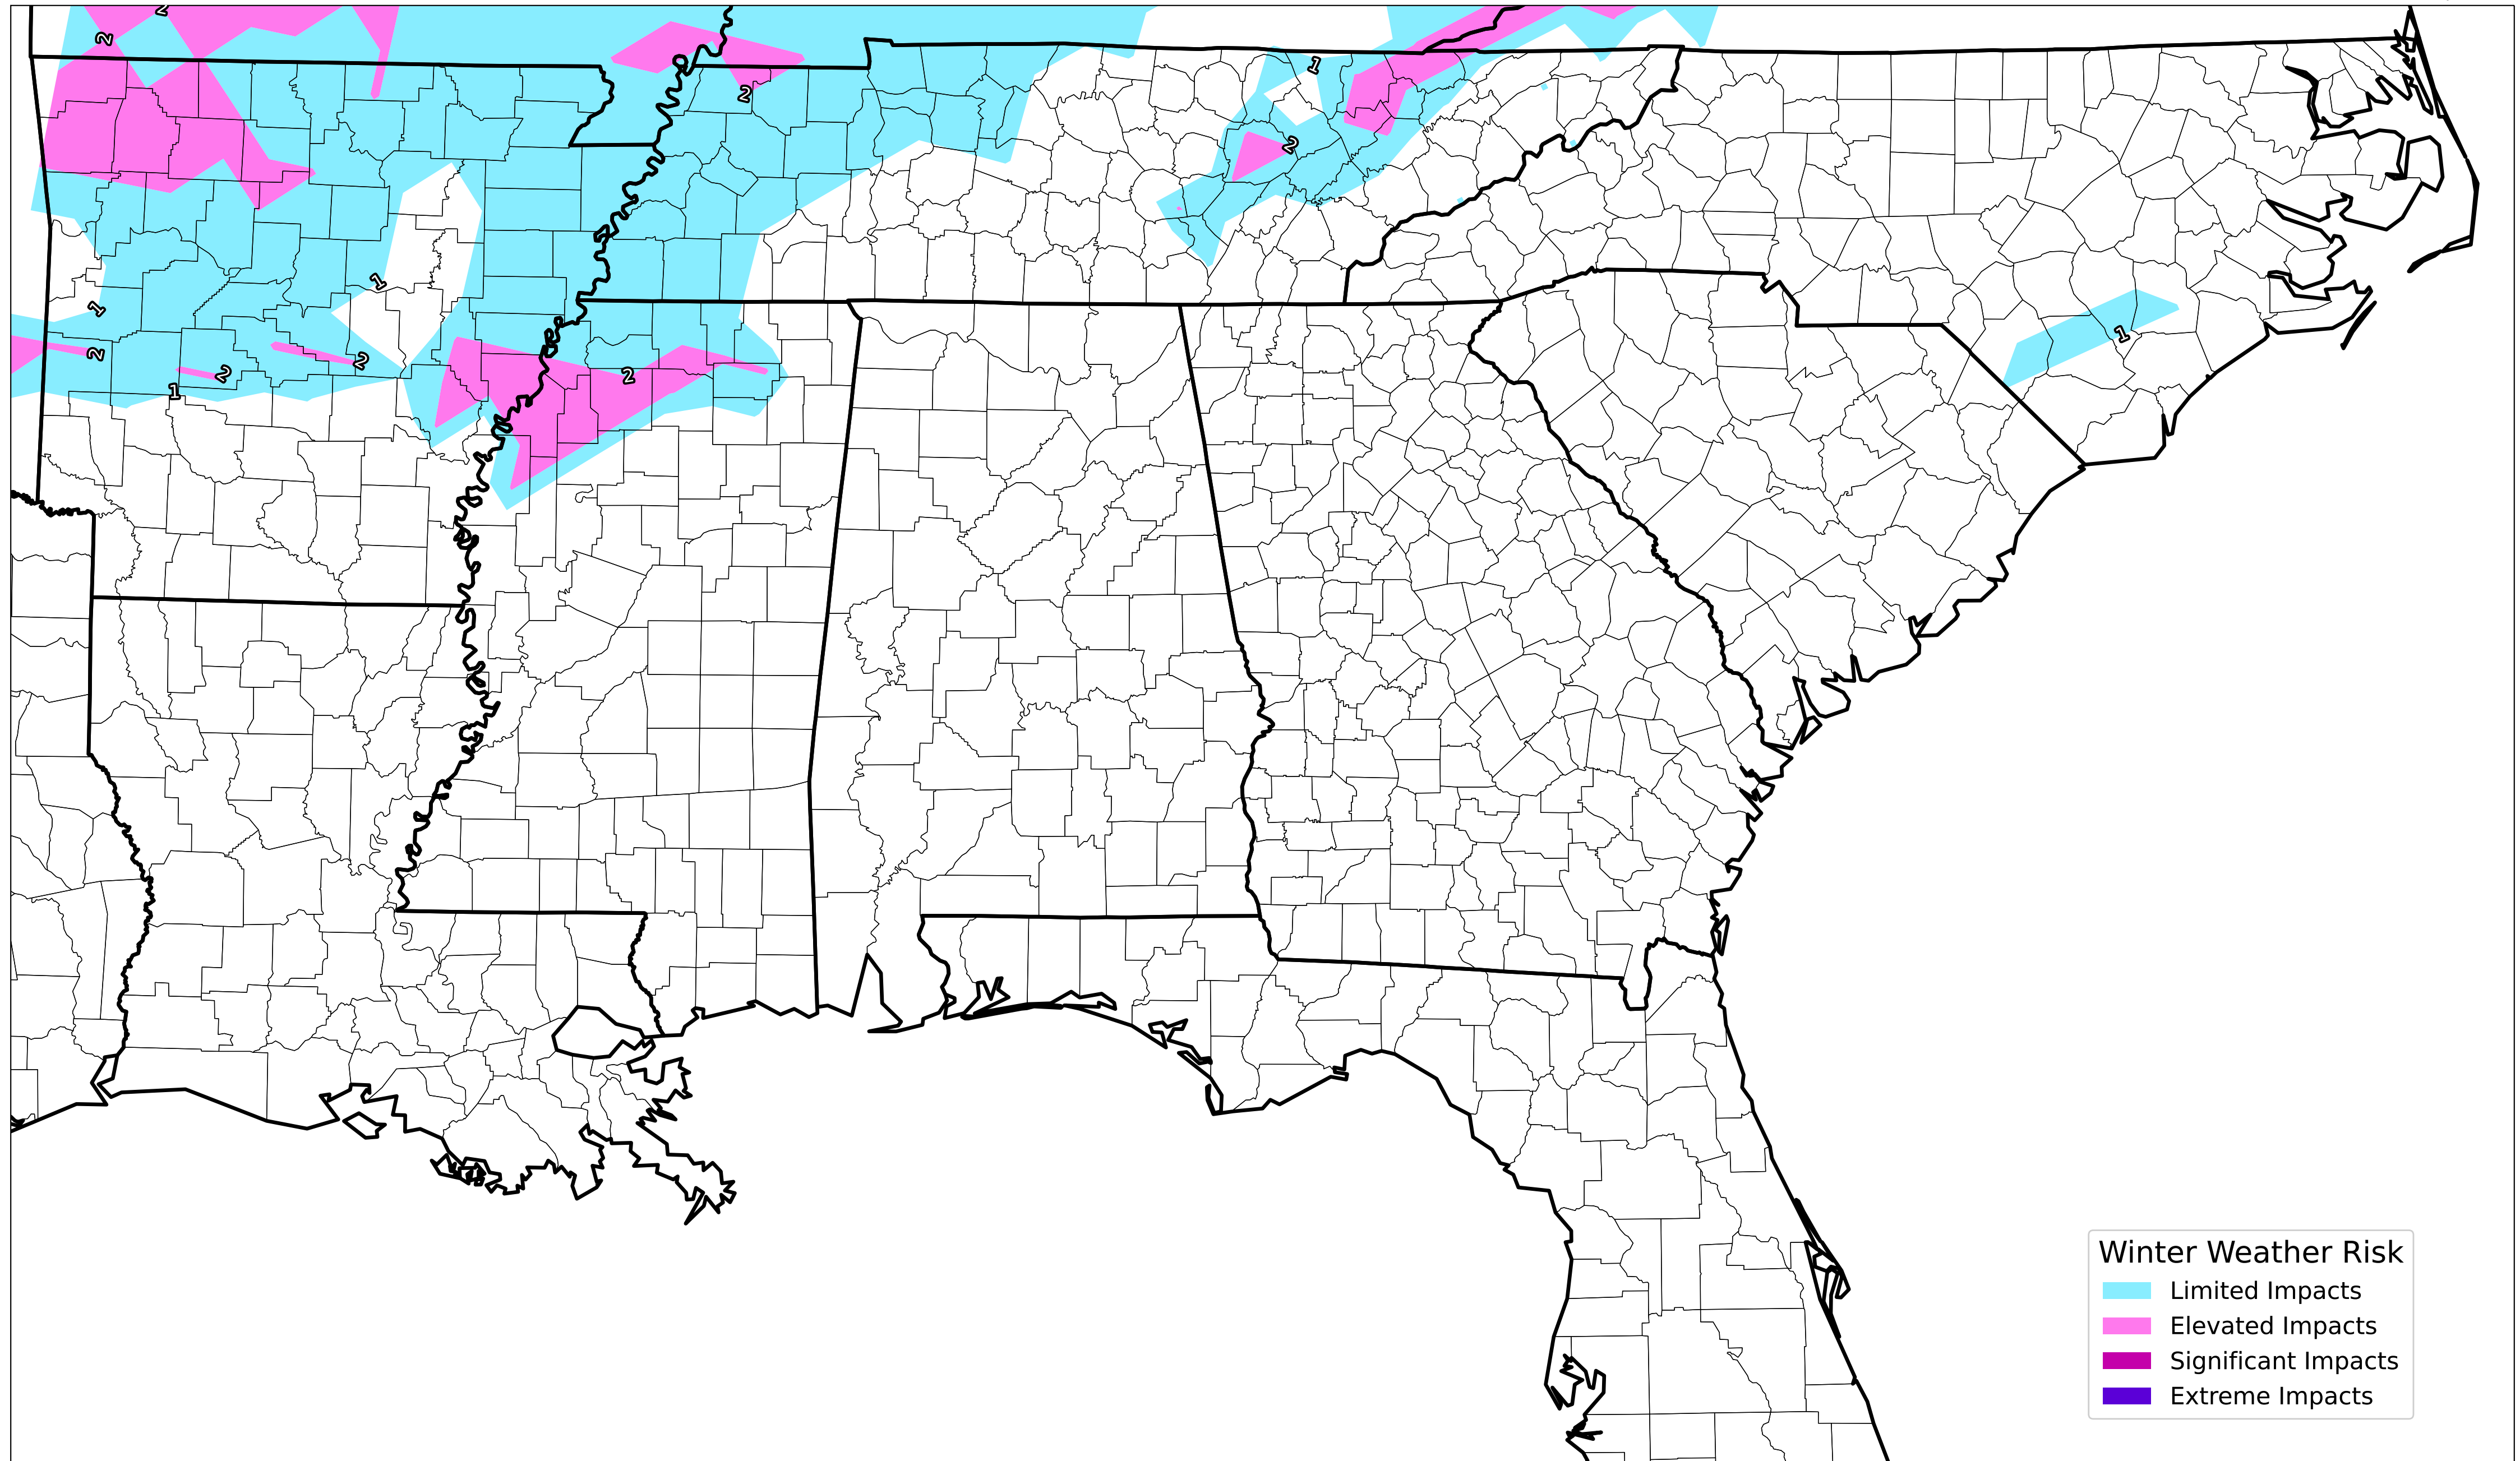 2
2
1
2
2
1
1
1
2
2
2
1
2
1
Winter Weather Risk
Limited Impacts
Elevated Impacts
Significant Impacts
Extreme Impacts